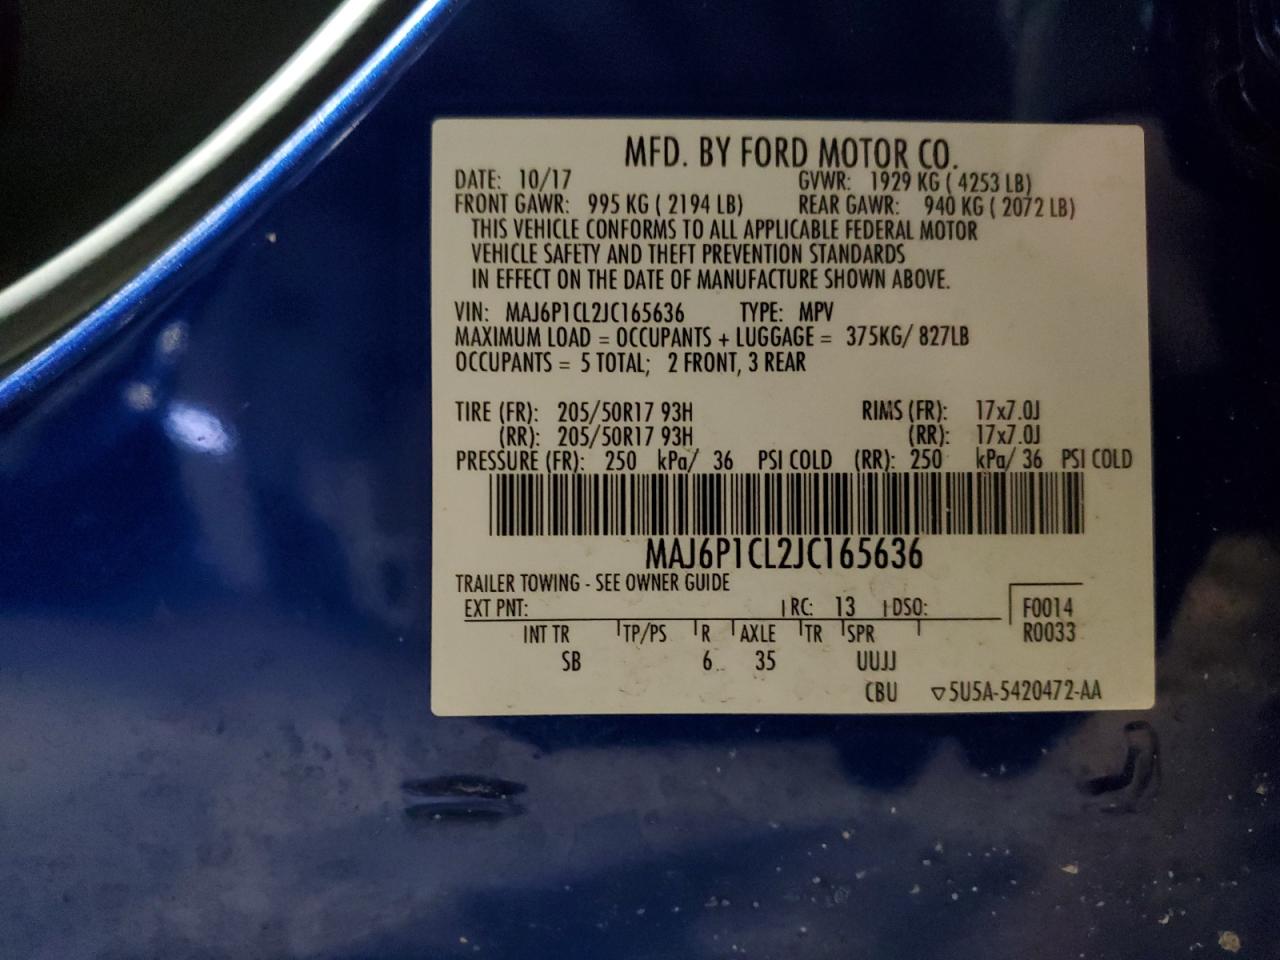 MFD. BY FORD MOTOR CO.
DATE: 10/17 GVWR: 1929 KG ( 4253 LB)
FRONT GAWR: 995 KG ( 2194 LB) REAR GAWR: 940 KG ( 2072 LB)
THIS VEHICLE CONFORMS TO ALL APPLICABLE FEDERAL MOTOR
VEHICLE SAFETY AND THEFT PREVENTION STANDARDS
IN EFFECT ON THE DATE OF MANUFACTURE SHOWN ABOVE.
VIN: MAJ6P1CL2JC165636 TYPE: MPV
MAXIMUM LOAD = OCCUPANTS + LUGGAGE = 375KG/ 827LB
OCCUPANTS = 5 TOTAL; 2 FRONT, 3 REAR
TIRE (FR): 205/50R17 93H RIMS (FR): 17x7.0J
(RR): 205/50R17 93H (RR): 17x7.0J
PRESSURE (FR): 250 kPa/ 36 PSI COLD (RR): 250 kPa/ 36 PSI COLD
MAJ6P1CL2JC165636
TRAILER TOWING - SEE OWNER GUIDE
EXT PNT: RC: 13 DSO: F0014
INT TR TP/PS R AXLE TR SPR R0033
SB 6 35 UUJJ
CBU ▽5U5A-5420472-AA